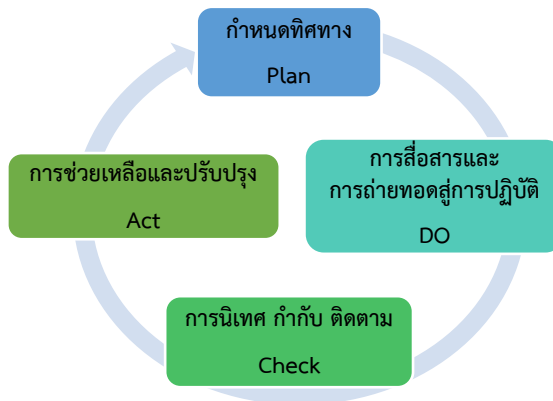 กำหนดทิศทาง
Plan
การสื่อสารและ
การถ่ายทอดสู่การปฏิบัติ
DO
การนิเทศ กำกับ ติดตาม
Check
การช่วยเหลือและปรับปรุง
Act